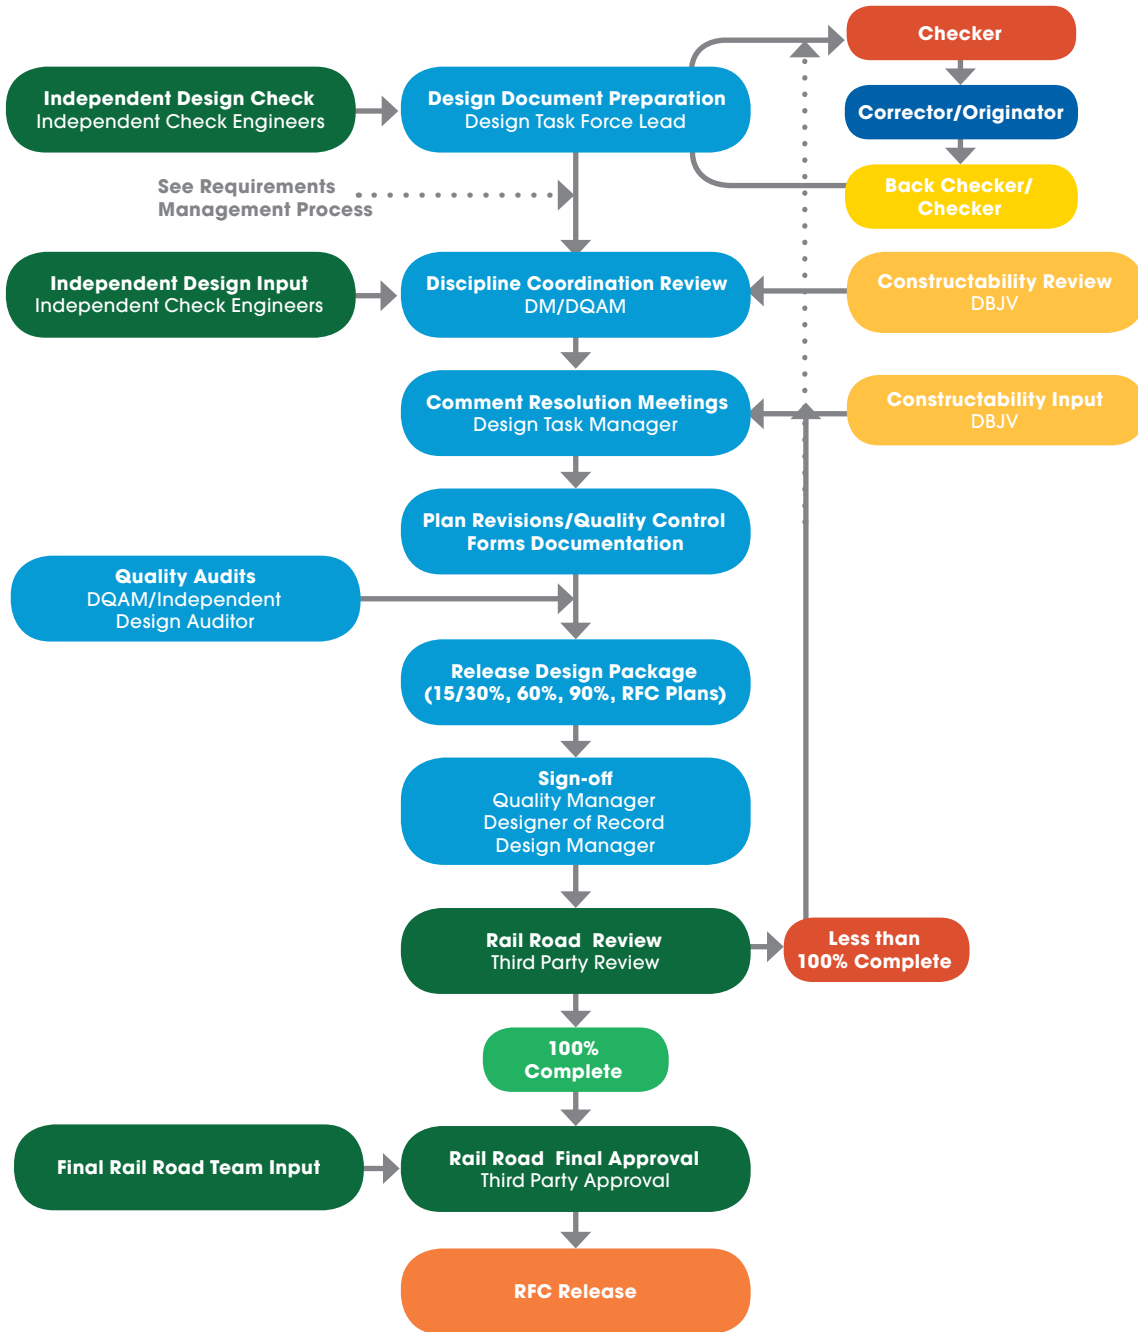 Checker
Independent Design Check
Independent Check Engineers
Design Document Preparation
Design Task Force Lead
Corrector/Originator
See Requirements
Management Process
Back Checker/
Checker
Independent Design Input
Independent Check Engineers
Discipline Coordination Review
DM/DQAM
Constructability Review
DBJV
Comment Resolution Meetings
Design Task Manager
Constructability Input
DBJV
Plan Revisions/Quality Control
Forms Documentation
Quality Audits
DQAM/Independent
Design Auditor
Release Design Package
(15/30%, 60%, 90%, RFC Plans)
Sign-off
Quality Manager
Designer of Record
Design Manager
Rail Road  Review
Third Party Review
Less than
100% Complete
100%
Complete
Final Rail Road Team Input
Rail Road  Final Approval
Third Party Approval
RFC Release